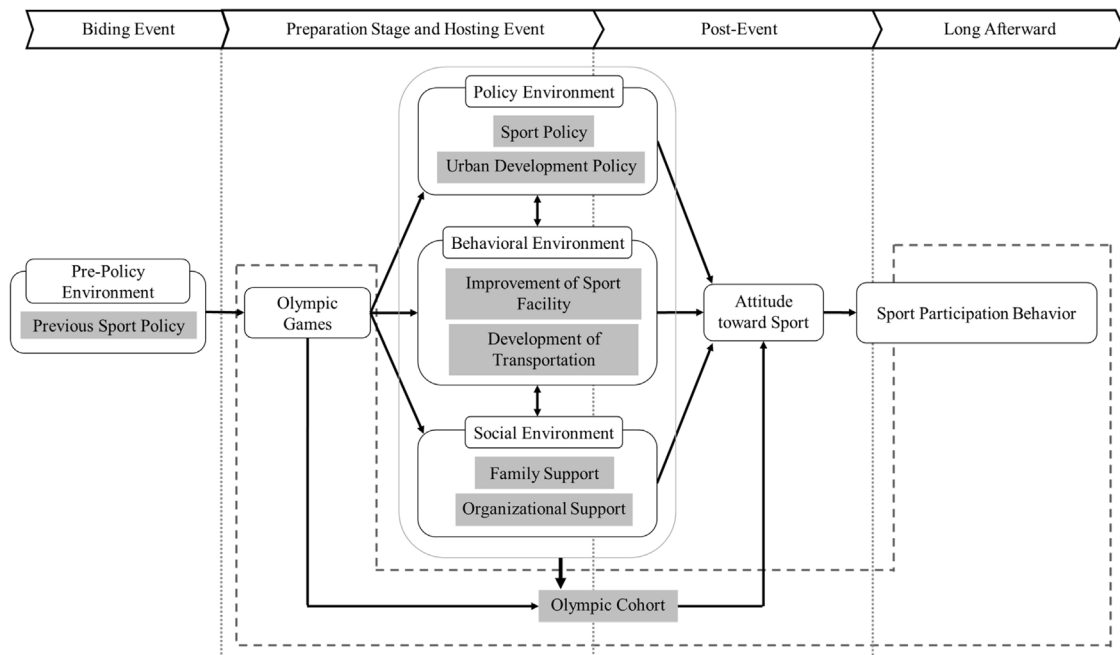 Biding Event
Preparation Stage and Hosting Event
Post-Event
Long Afterward
Pre-Policy
Environment
Previous Sport Policy
Olympic
Games
Policy Environment
Sport Policy
Urban Development Policy
Behavioral Environment
Improvement of Sport
Facility
Development of
Transportation
Social Environment
Family Support
Organizational Support
Olympic Cohort
Attitude
toward Sport
Sport Participation Behavior